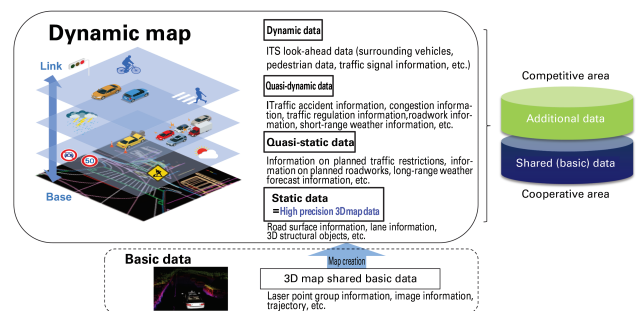 Dynamic map
Link
50
Base
Dynamic data
ITS look-ahead data (surrounding vehicles,
pedestrian data, traffic signal information, etc.)
Quasi-dynamic data
ITraffic accident information, congestion informa-
tion, traffic regulation information,roadwork infor-
mation, short-range weather information, etc.
Quasi-static data
Information on planned traffic restrictions, infor-
mation on planned roadworks, long-range weather
forecast information, etc.
Static data
=High precision 3D map data
Road surface information, lane information,
3D structural objects, etc.
Competitive area
Additional data
Shared (basic) data
Cooperative area
Map creation
Basic data
3D map shared basic data
Laser point group information, image information,
trajectory, etc.